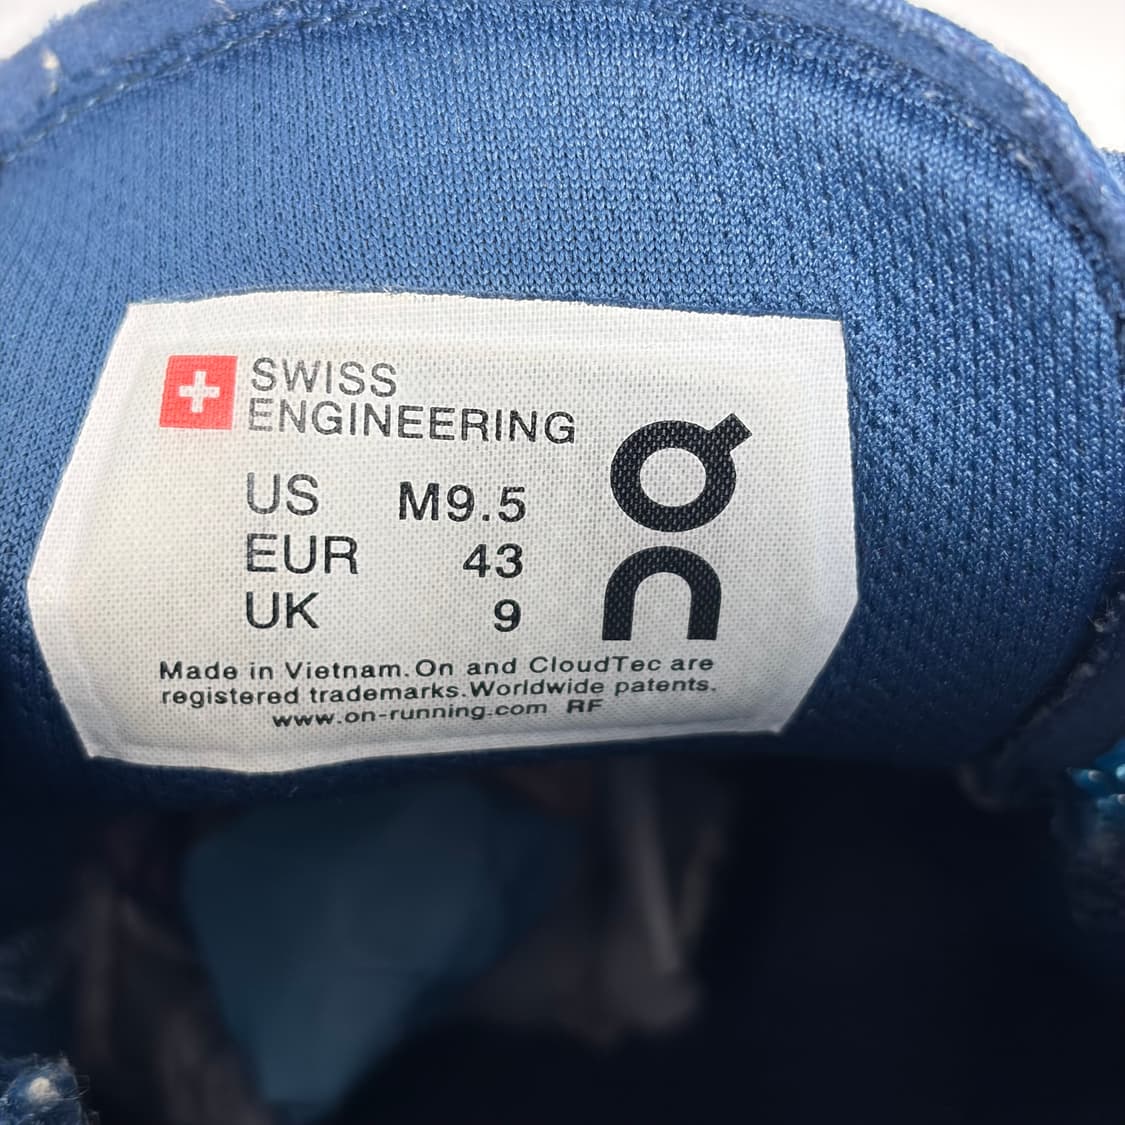 SWISS
ENGINEERING
US M9.5
EUR 43
UK 9
On
Made in Vietnam. On and CloudTec are
registered trademarks. Worldwide patents.
www.on-running.com RF